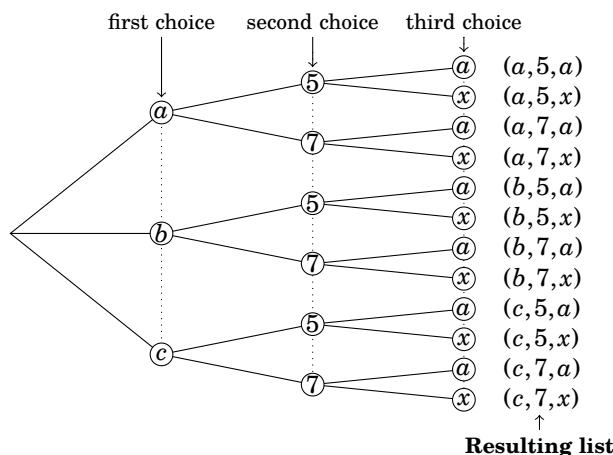 first choice second choice third choice
a (a,5,a)
5
x (a,5,x)
a
a (a,7,a)
7
x (a,7,x)
a (b,5,a)
5
x (b,5,x)
b
a (b,7,a)
7
x (b,7,x)
a (c,5,a)
5
x (c,5,x)
c
a (c,7,a)
7
x (c,7,x)
Resulting list